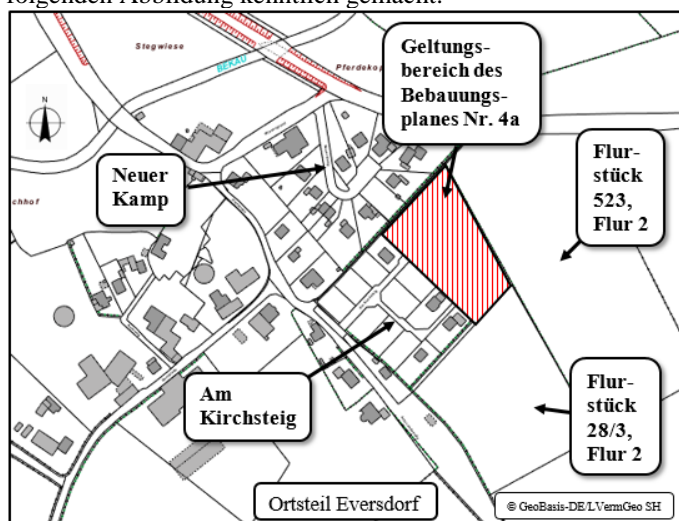 folgenden Abbildung kenntlich gemacht.
Stegwiese
BEKAU
Geltungs-
bereich des
Bebauungs-
planes Nr. 4a
N
Neuer
Kamp
Flur-
stück
523,
Flur 2
chhof
Am
Kirchsteig
Flur-
stück
28/3,
Flur 2
Ortsteil Eversdorf
© GeoBasis-DE/LVermGeo SH